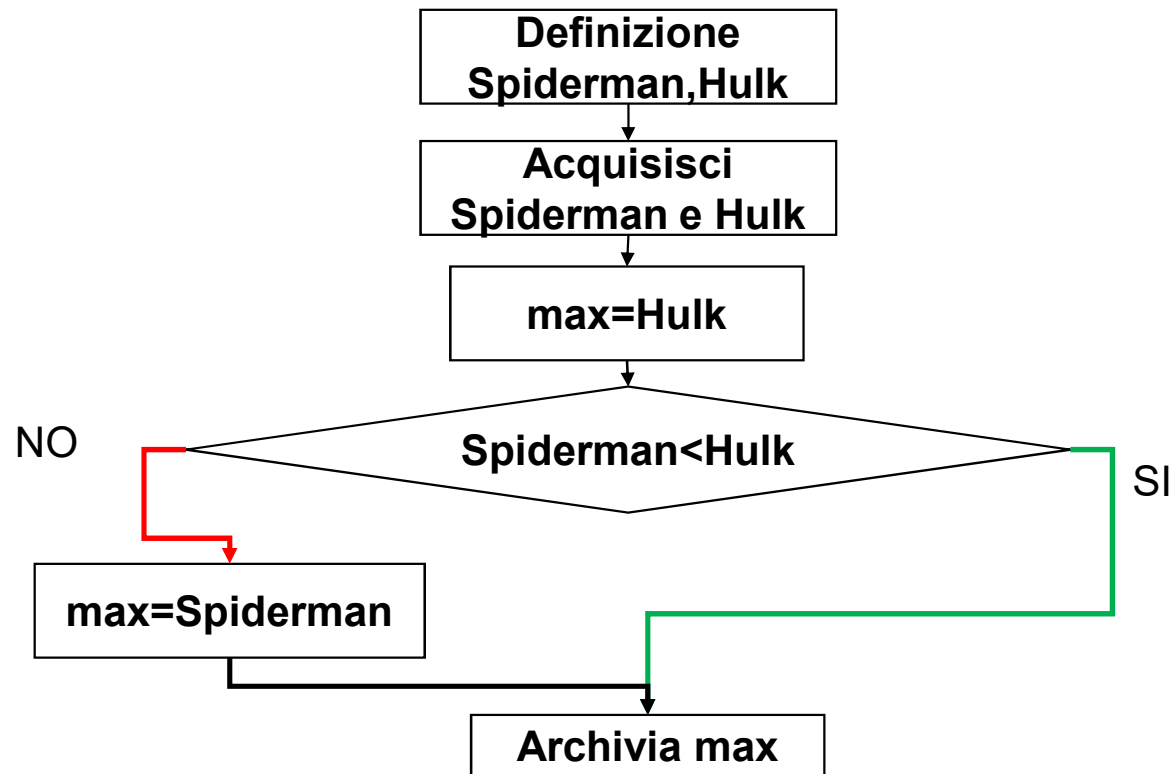 Definizione
Spiderman,Hulk
Acquisisci
Spiderman e Hulk
max=Hulk
Spiderman<Hulk
NO
SI
max=Spiderman
Archivia max